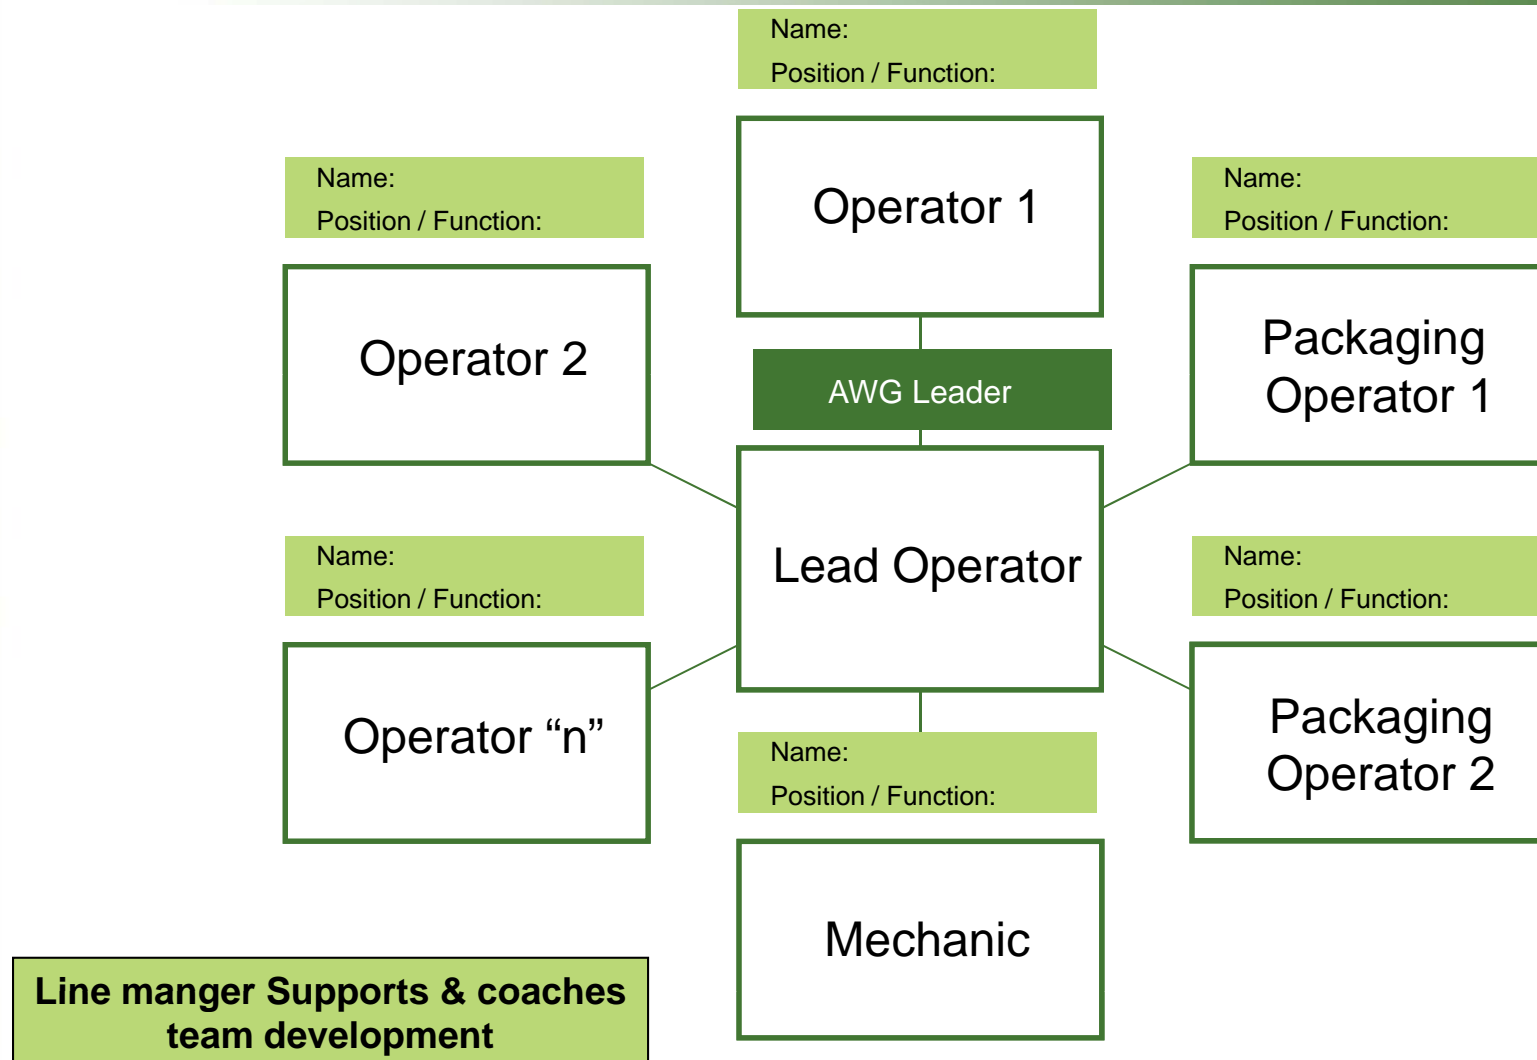 Name:
Position / Function:
Operator 1
Name:
Position / Function:
Operator 2
Name:
Position / Function:
Packaging
Operator 1
AWG Leader
Lead Operator
Name:
Position / Function:
Operator “n”
Name:
Position / Function:
Packaging
Operator 2
Name:
Position / Function:
Mechanic
Line manger Supports & coaches
team development